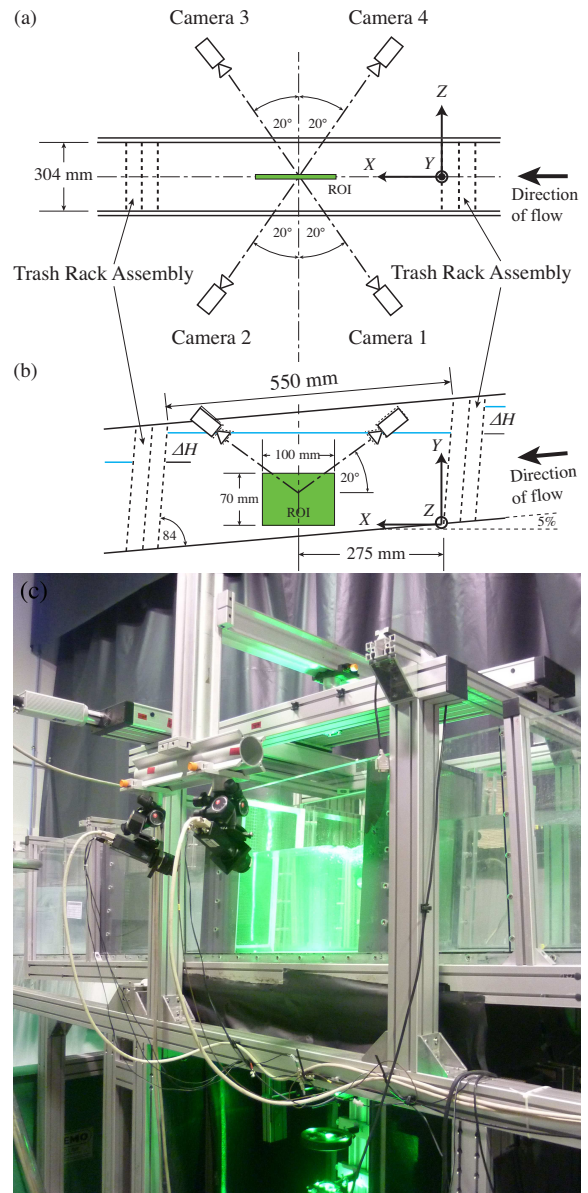 (a)
Camera 3
Camera 4
20°
20°
Z
304 mm
X
Y
ROI
Direction
of flow
20°
20°
Trash Rack Assembly
Trash Rack Assembly
Camera 2
Camera 1
(b)
550 mm
ΔH
ΔH
100 mm
Y
Direction
of flow
70 mm
20°
ROI
X
Z
5%
84
275 mm
(c)